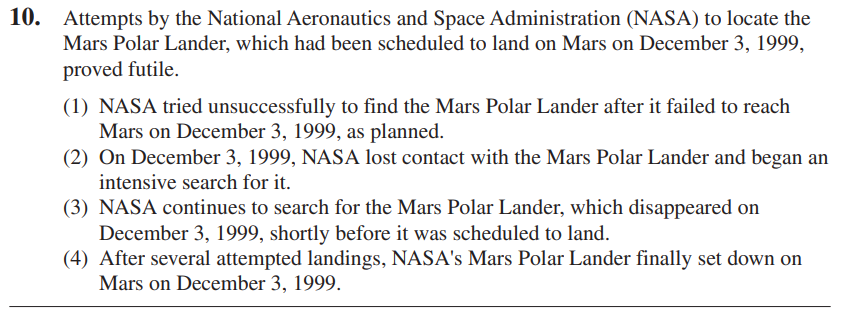 10. Attempts by the National Aeronautics and Space Administration (NASA) to locate the
Mars Polar Lander, which had been scheduled to land on Mars on December 3, 1999,
proved futile.
(1) NASA tried unsuccessfully to find the Mars Polar Lander after it failed to reach
Mars on December 3, 1999, as planned.
(2) On December 3, 1999, NASA lost contact with the Mars Polar Lander and began an
intensive search for it.
(3) NASA continues to search for the Mars Polar Lander, which disappeared on
December 3, 1999, shortly before it was scheduled to land.
(4) After several attempted landings, NASA's Mars Polar Lander finally set down on
Mars on December 3, 1999.